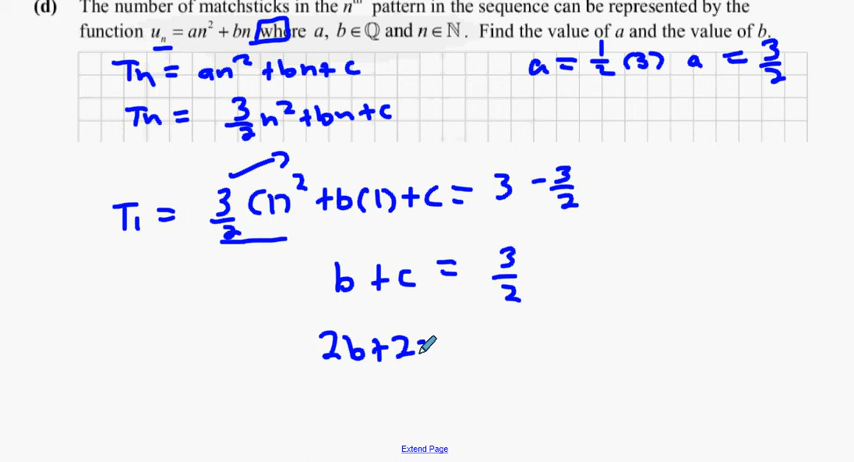 (d) The number of matchsticks in the nᵗʰ pattern in the sequence can be represented by the
function uₙ = an² + bn where a, b ∈ ℚ and n ∈ ℕ. Find the value of a and the value of b.
Tn = an² + bn + c
a = 1/2 (3) a = 3/2
Tn = 3/2 n² + bn + c
T₁ = 3/2 (1)² + b(1) + c = 3 - 3/2
b + c = 3/2
2b + 2
Extend Page